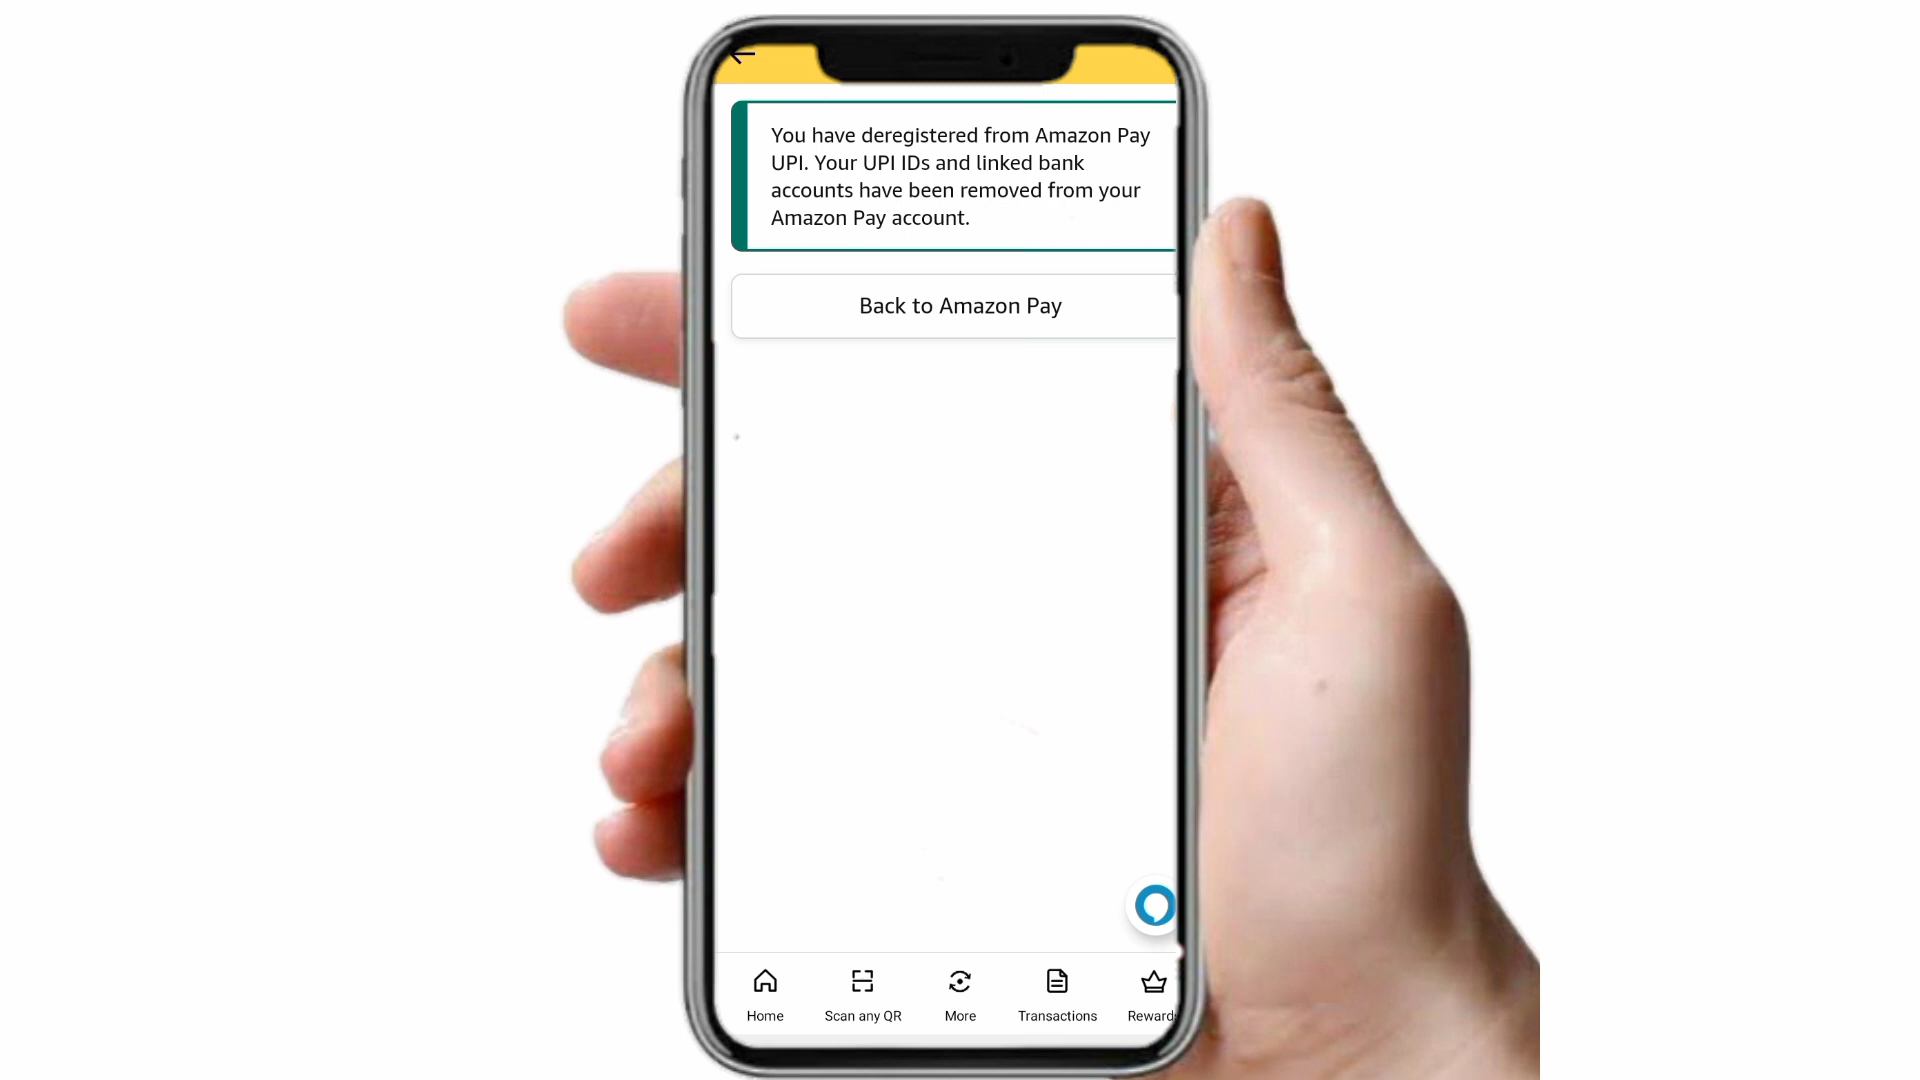 You have deregistered from Amazon Pay
UPI. Your UPI IDs and linked bank
accounts have been removed from your
Amazon Pay account.
Back to Amazon Pay
Home
Scan any QR
More
Transactions
Reward